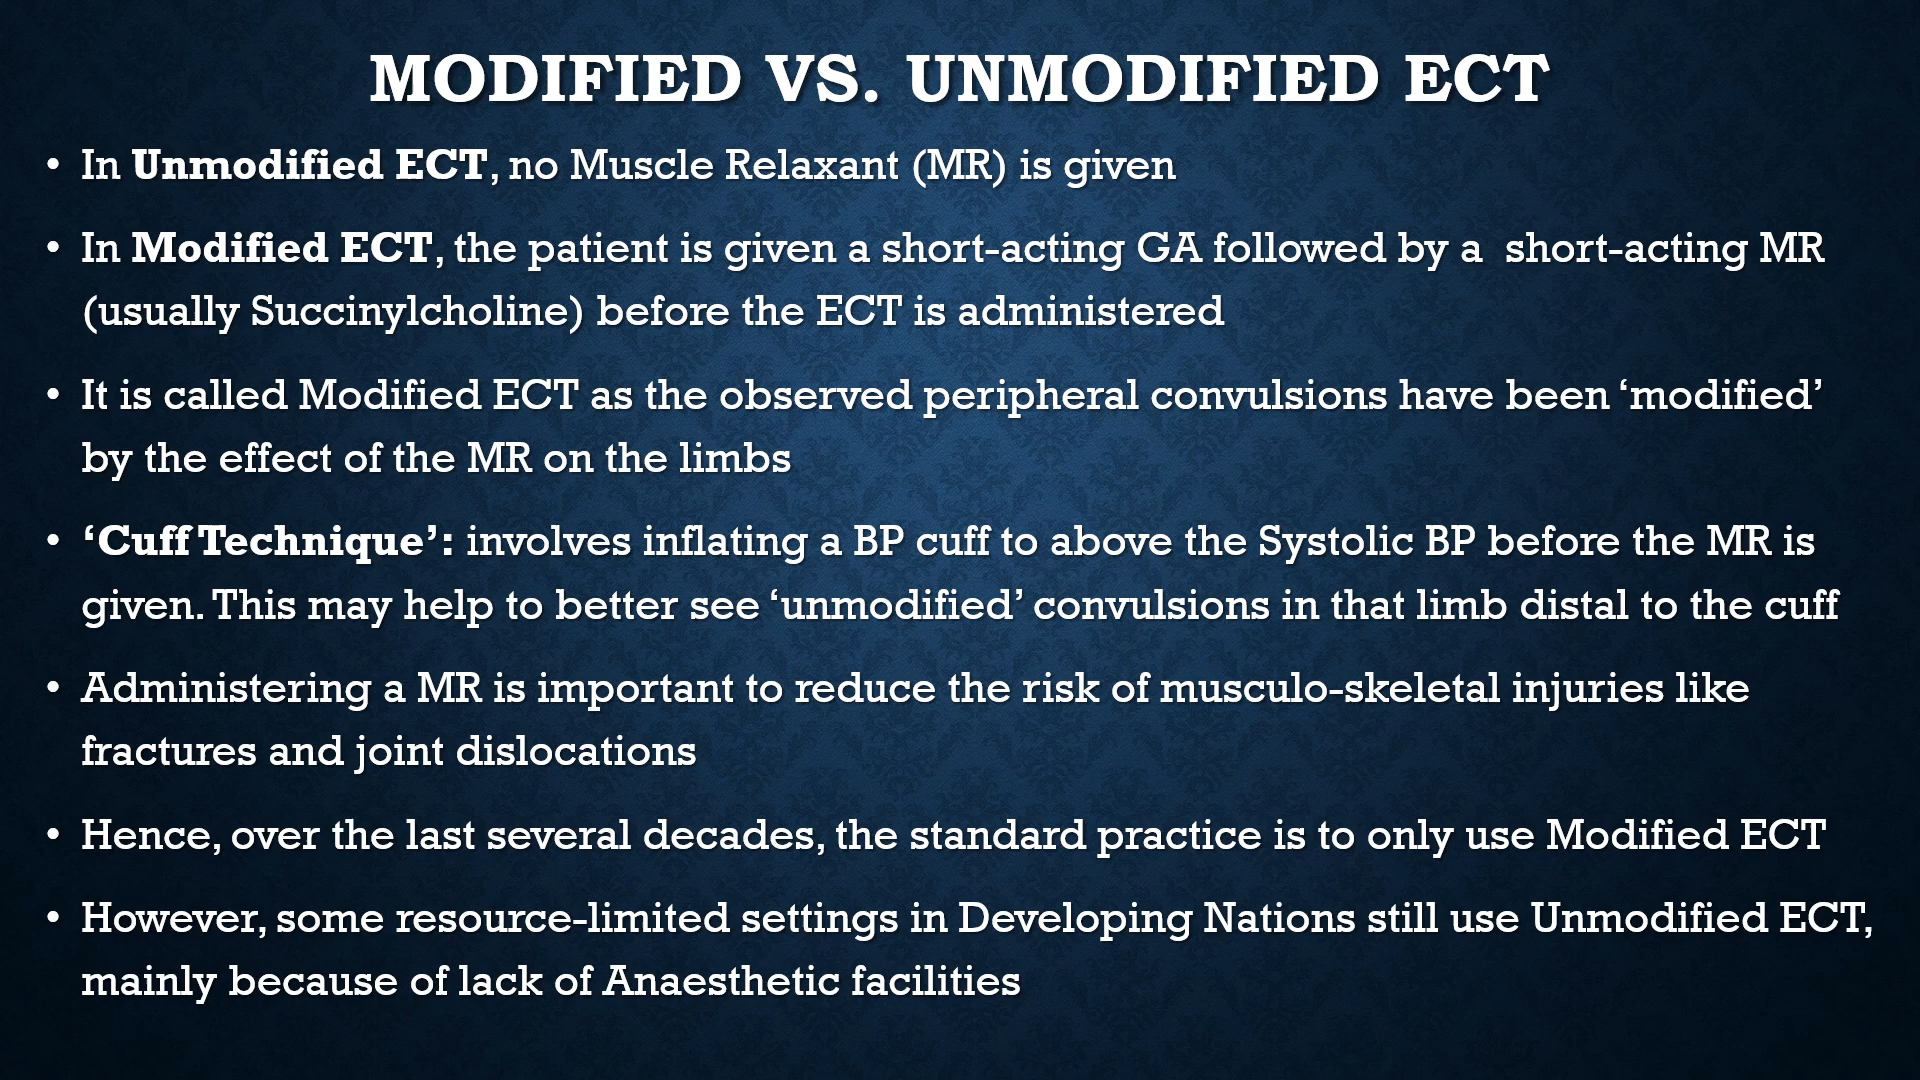 MODIFIED VS. UNMODIFIED ECT
• In Unmodified ECT, no Muscle Relaxant (MR) is given
• In Modified ECT, the patient is given a short-acting GA followed by a  short-acting MR
(usually Succinylcholine) before the ECT is administered
• It is called Modified ECT as the observed peripheral convulsions have been ‘modified’
by the effect of the MR on the limbs
• ‘Cuff Technique’: involves inflating a BP cuff to above the Systolic BP before the MR is
given. This may help to better see ‘unmodified’ convulsions in that limb distal to the cuff
• Administering a MR is important to reduce the risk of musculo-skeletal injuries like
fractures and joint dislocations
• Hence, over the last several decades, the standard practice is to only use Modified ECT
• However, some resource-limited settings in Developing Nations still use Unmodified ECT,
mainly because of lack of Anaesthetic facilities